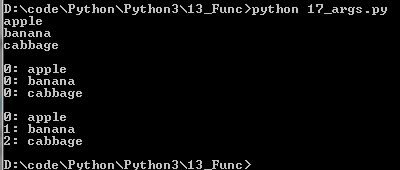 D:\code\Python\Python3\13_Func>python 17_args.py
apple
banana
cabbage
0: apple
0: banana
0: cabbage
0: apple
1: banana
2: cabbage
D:\code\Python\Python3\13_Func>